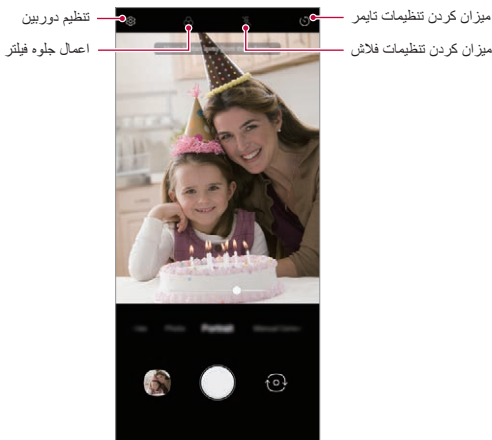 میزان کردن تنظیمات تایمر
تنظیم دوربین
میزان کردن تنظیمات فلاش
اعمال جلوه فیلتر
Photo
Portrait